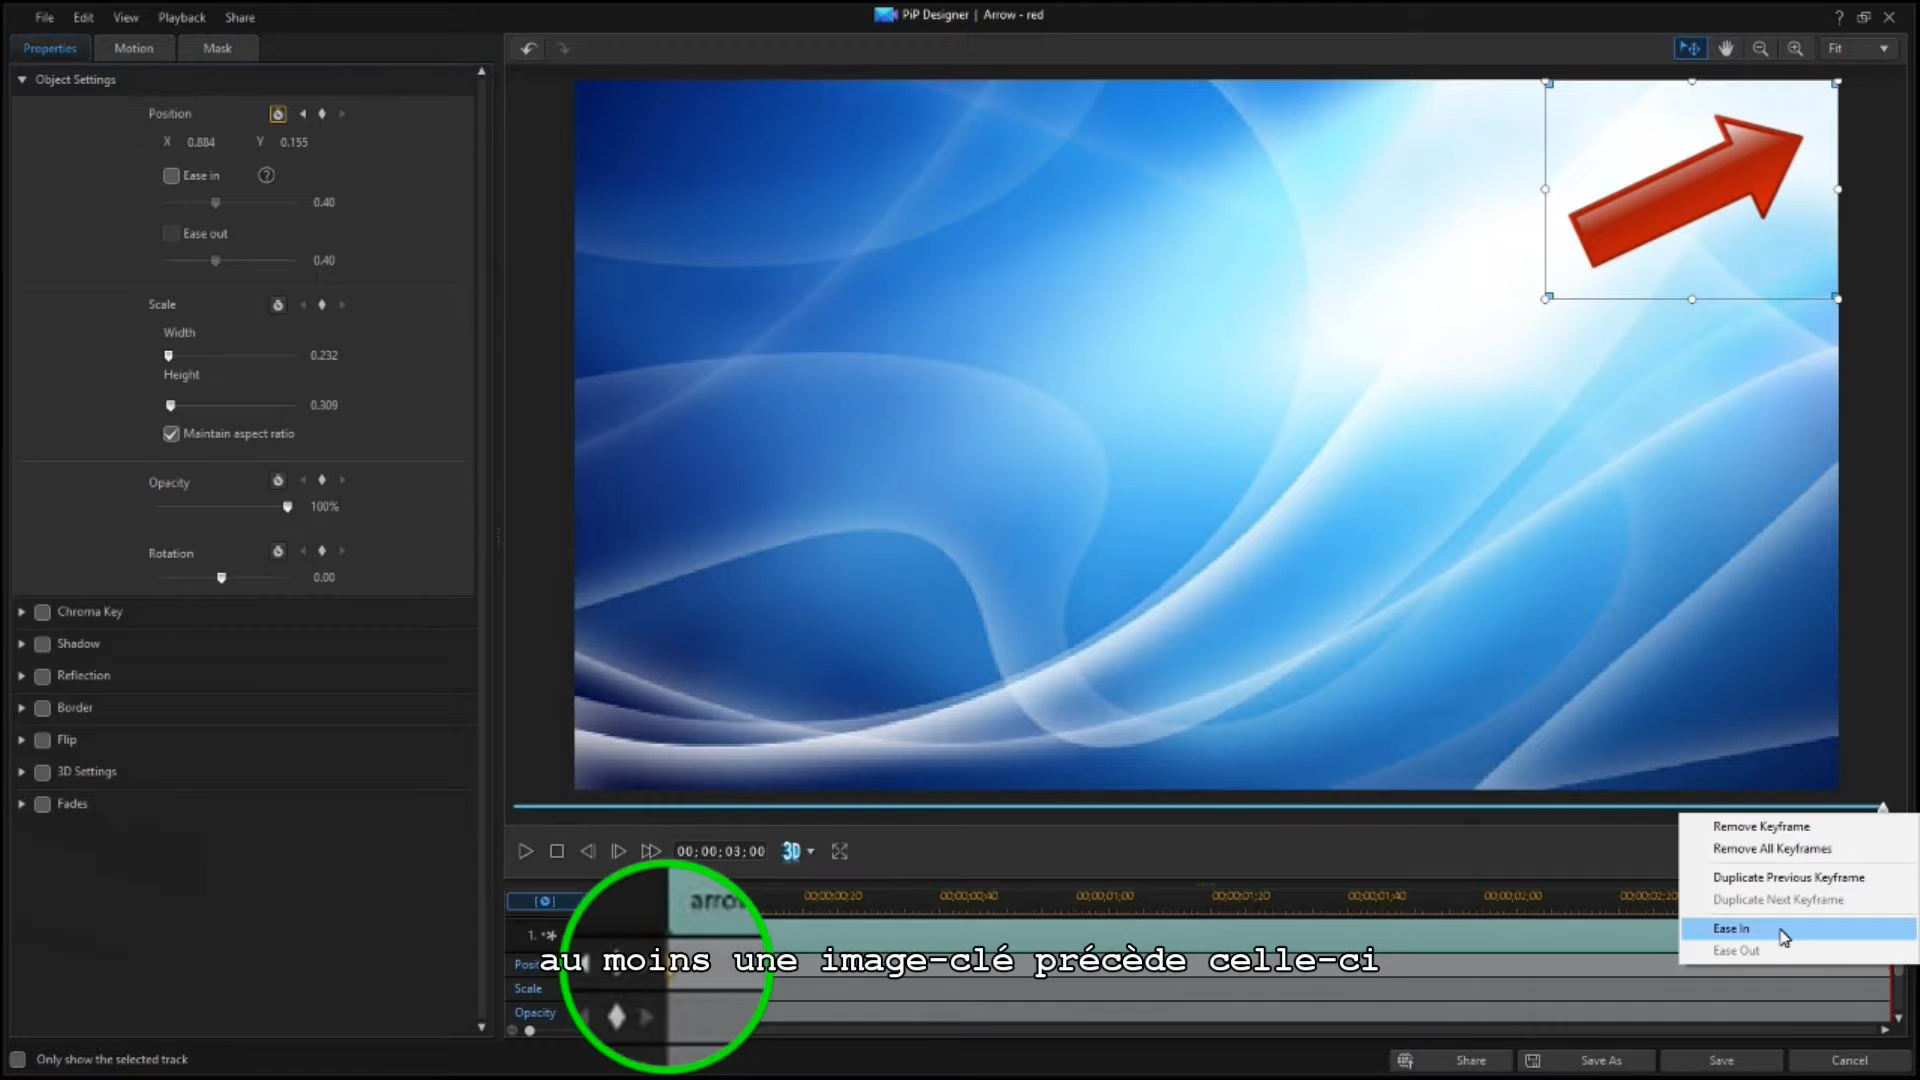 File Edit View Playback Share
PiP Designer | Arrow - red
?
Properties Motion Mask
Fit
Object Settings
Position
X 0.884 Y 0.155
Ease in ?
0.40
Ease out
0.40
Scale
Width
0.232
Height
0.309
Maintain aspect ratio
Opacity
100%
Rotation
0.00
Chroma Key
Shadow
Reflection
Border
Flip
3D Settings
Fades
00;00;03;00 3D
Remove Keyframe
Remove All Keyframes
Duplicate Previous Keyframe
Duplicate Next Keyframe
Ease In
Ease Out
00;00;00;20 00;00;00;40 00;00;01;00 00;00;01;20 00;00;01;40 00;00;02;00
1.
au moins une image-clé précède celle-ci
Scale
Opacity
Only show the selected track
Share Save As Save Cancel